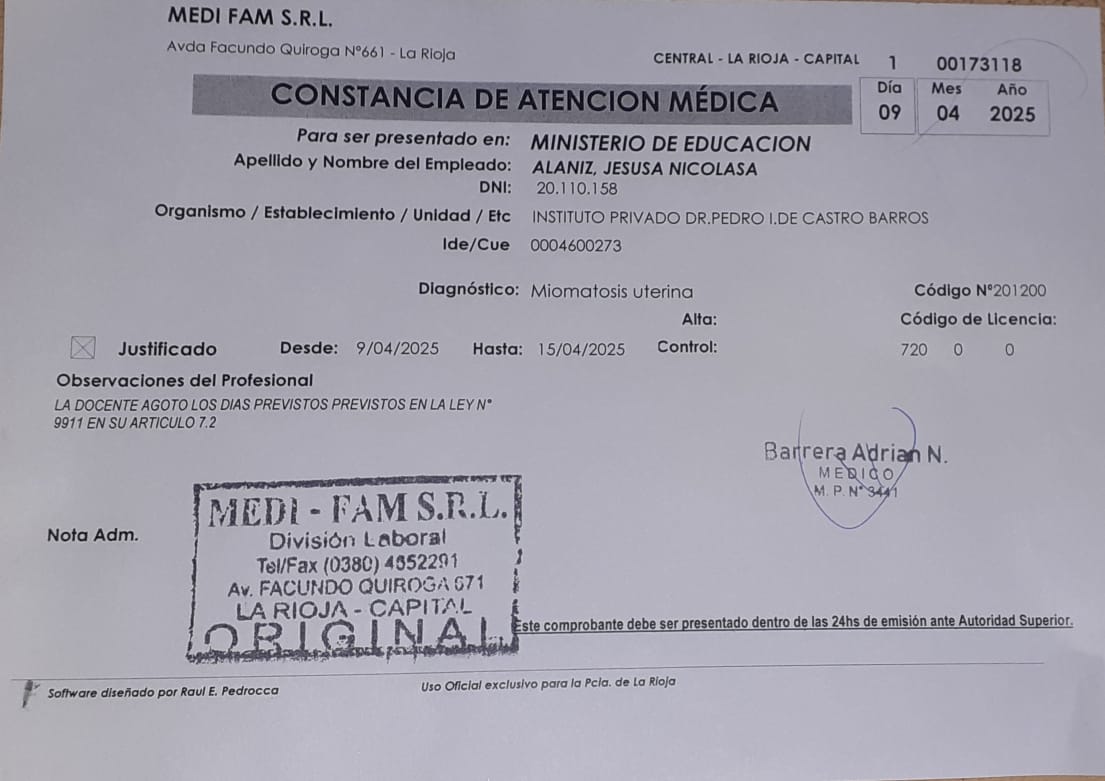 MEDI FAM S.R.L.
Avda Facundo Quiroga Nº661 - La Rioja
CENTRAL - LA RIOJA - CAPITAL 1 00173118
CONSTANCIA DE ATENCION MÉDICA
Día Mes Año
09 04 2025
Para ser presentado en: MINISTERIO DE EDUCACION
Apellido y Nombre del Empleado: ALANIZ, JESUSA NICOLASA
DNI: 20.110.158
Organismo / Establecimiento / Unidad / Etc INSTITUTO PRIVADO DR.PEDRO I.DE CASTRO BARROS
Ide/Cue 0004600273
Diagnóstico: Miomatosis uterina Código Nº201200
Alta: Código de Licencia:
Justificado Desde: 9/04/2025 Hasta: 15/04/2025 Control: 720 0 0
Observaciones del Profesional
LA DOCENTE AGOTO LOS DIAS PREVISTOS PREVISTOS EN LA LEY N°
9911 EN SU ARTICULO 7.2
Barrera Adrian N.
MEDICO
M. P. N° 3441
Nota Adm.
MEDI - FAM S.R.L.
División Laboral
Tel/Fax (0380) 4652291
Av. FACUNDO QUIROGA 671
LA RIOJA - CAPITAL
ORIGINAL
Este comprobante debe ser presentado dentro de las 24hs de emisión ante Autoridad Superior.
Software diseñado por Raul E. Pedrocca
Uso Oficial exclusivo para la Pcia. de La Rioja